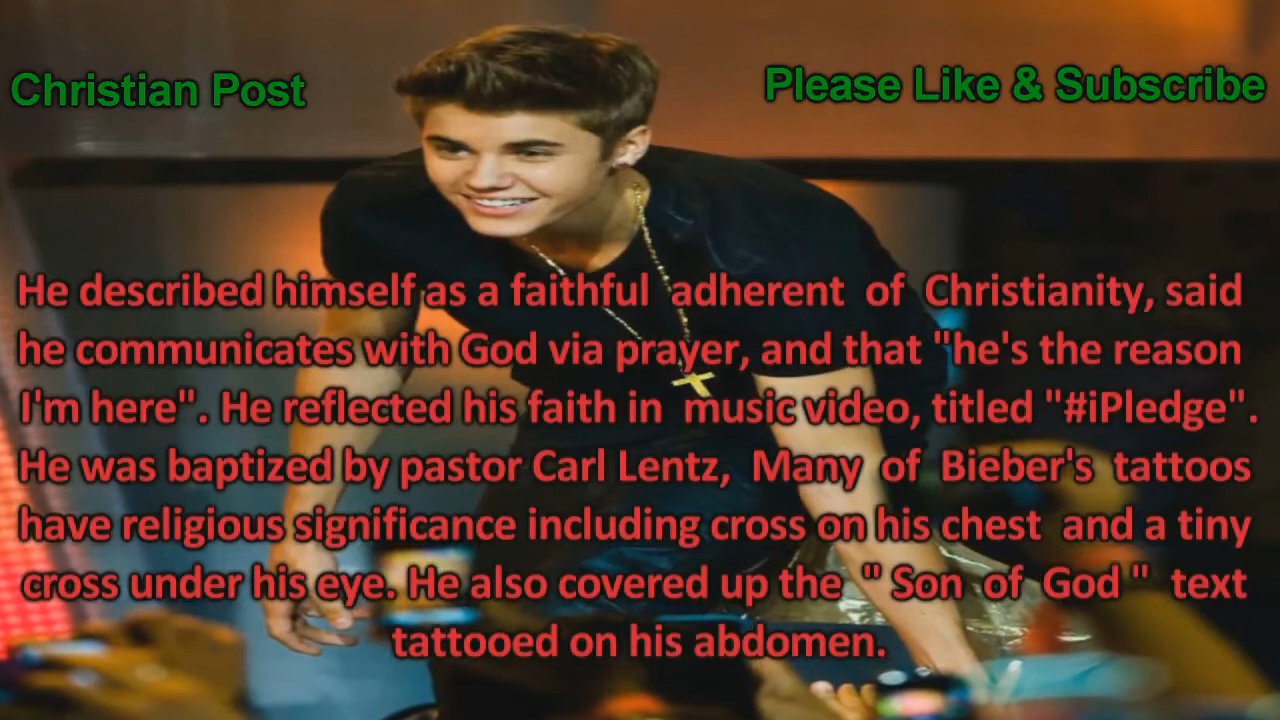 Christian Post
Please Like & Subscribe
He described himself as a faithful adherent of Christianity, said
he communicates with God via prayer, and that "he's the reason
I'm here". He reflected his faith in music video, titled "#iPledge".
He was baptized by pastor Carl Lentz, Many of Bieber's tattoos
have religious significance including cross on his chest and a tiny
cross under his eye. He also covered up the " Son of God " text
tattooed on his abdomen.